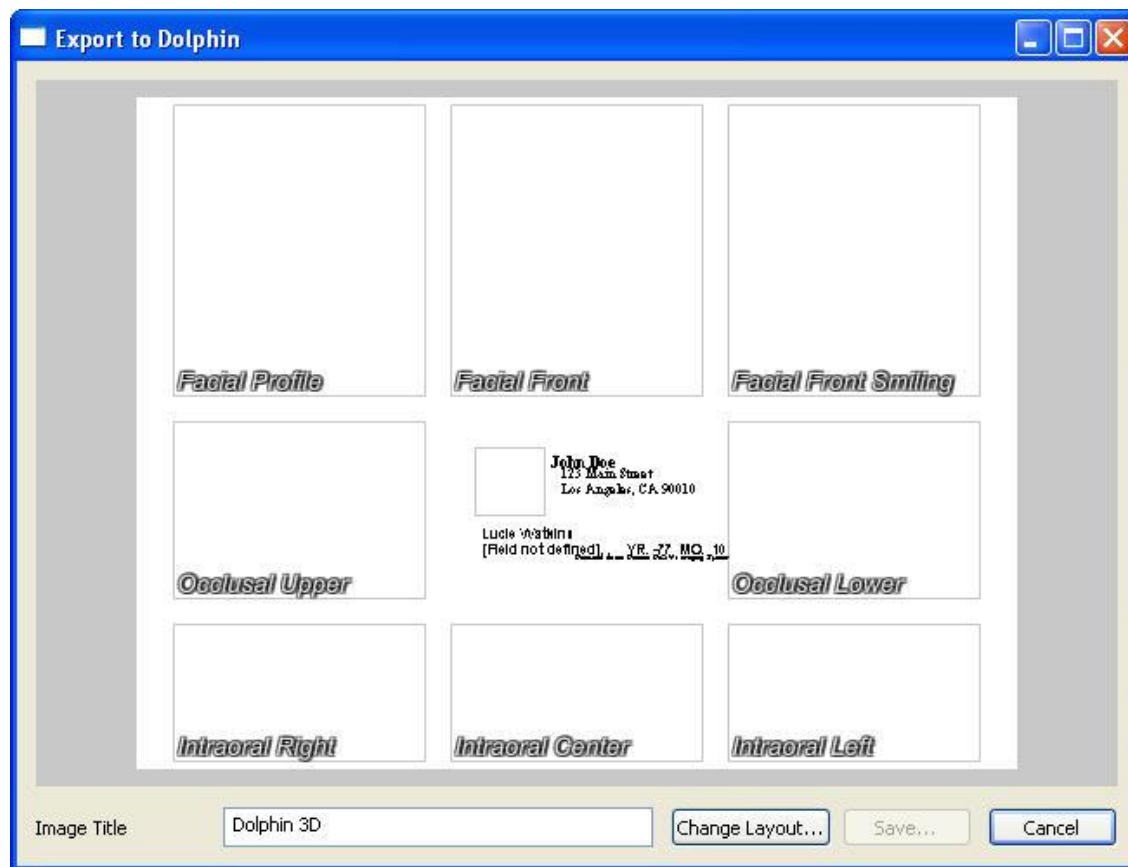 Export to Dolphin
Facial Profile
Facial Front
Facial Front Smiling
John Doe
123 Main Street
Los Angeles, CA 90010
Lucie Watkins
[Field not defined], YR. -77, MO. -10
Occlusal Upper
Occlusal Lower
Intraoral Right
Intraoral Center
Intraoral Left
Image Title
Dolphin 3D
Change Layout...
Save...
Cancel